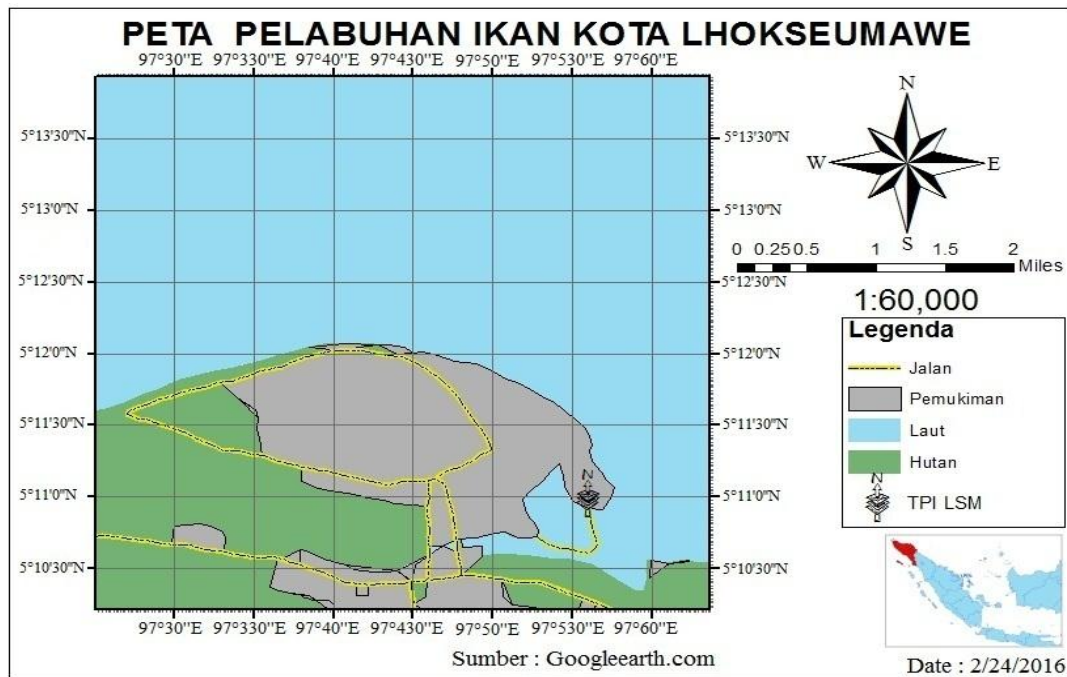 PETA PELABUHAN IKAN KOTA LHOKSEUMAWE
97°30"E 97°330"E 97°40"E 97°430"E 97°50"E 97°530"E 97°60"E
5°13'30"N 5°13'30"N
5°13'0"N 5°13'0"N
5°12'30"N 5°12'30"N
5°12'0"N 5°12'0"N
5°11'30"N 5°11'30"N
5°11'0"N 5°11'0"N
5°10'30"N 5°10'30"N
97°30"E 97°330"E 97°40"E 97°430"E 97°50"E 97°530"E 97°60"E
N
N
W E
S
0 0.25 0.5 1 1.5 2
Miles
1:60,000
Legenda
Jalan
Pemukiman
Laut
Hutan
N
TPI LSM
Sumber : Googleearth.com
Date : 2/24/2016